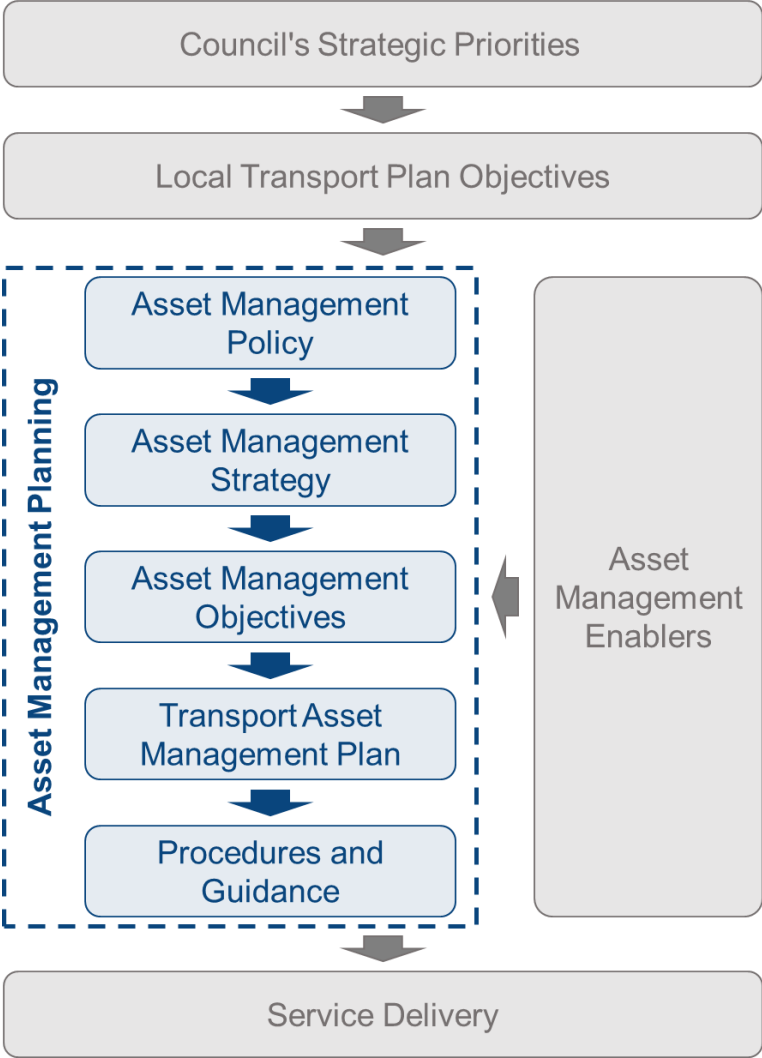 Council's Strategic Priorities
Local Transport Plan Objectives
Asset Management Planning
Asset Management
Policy
Asset Management
Strategy
Asset Management
Objectives
Transport Asset
Management Plan
Procedures and
Guidance
Asset
Management
Enablers
Service Delivery